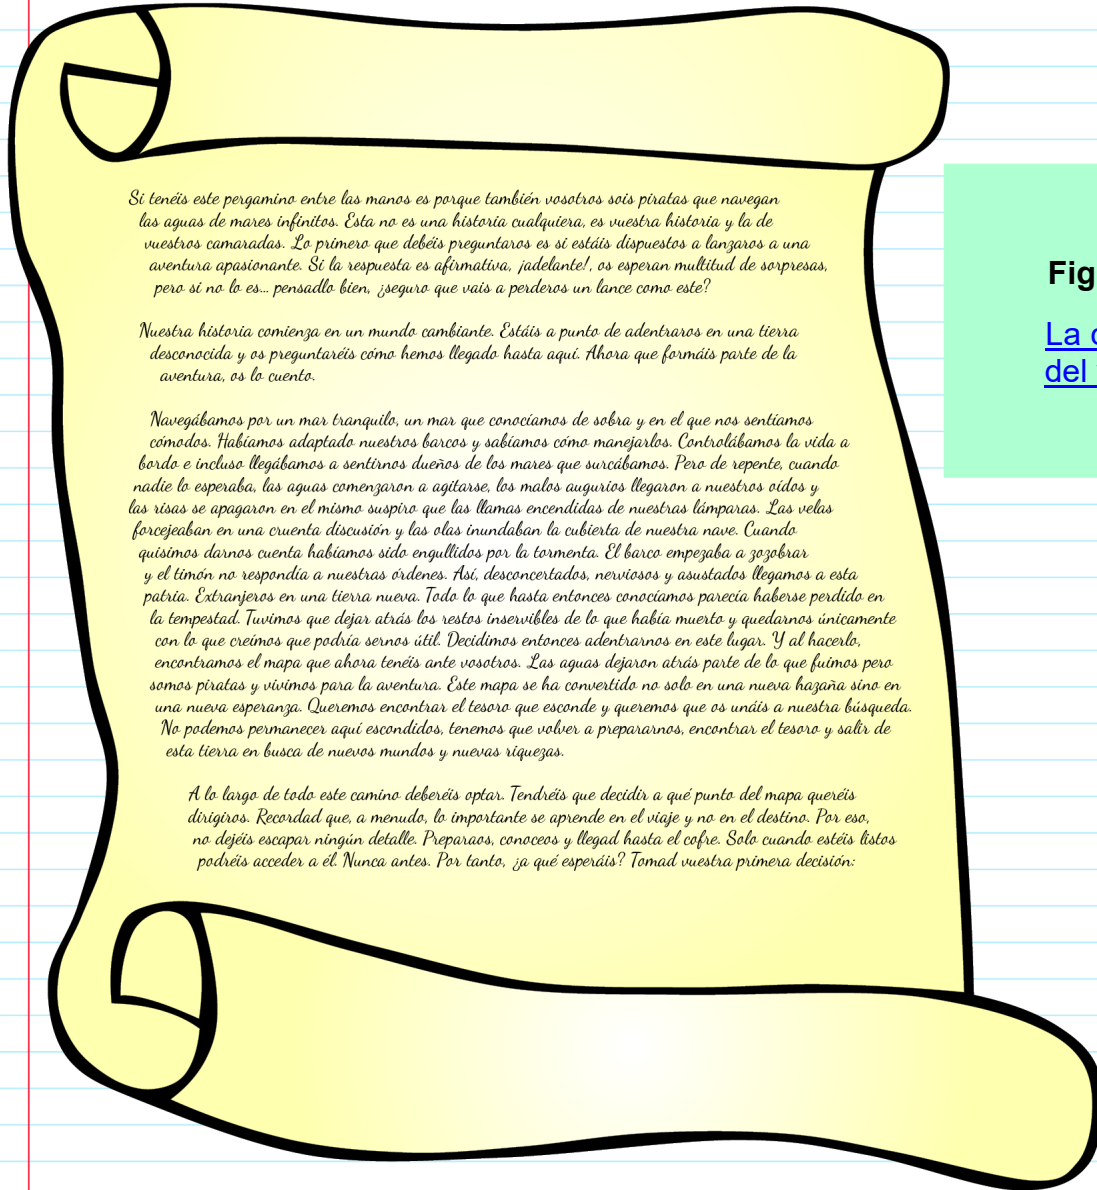 Si tenéis este pergamino entre las manos es porque también vosotros sois piratas que navegan
las aguas de mares infinitos. Esta no es una historia cualquiera, es vuestra historia y la de
vuestros camaradas. Lo primero que debéis preguntaros es si estáis dispuestos a lanzaros a una
aventura apasionante. Si la respuesta es afirmativa, ¡adelante!, os esperan multitud de sorpresas,
pero si no lo es... pensadlo bien, ¿seguro que vais a perderos un lance como este?
Nuestra historia comienza en un mundo cambiante. Estáis a punto de adentraros en una tierra
desconocida y os preguntaréis cómo hemos llegado hasta aquí. Ahora que formáis parte de la
aventura, os lo cuento.
Navegábamos por un mar tranquilo, un mar que conocíamos de sobra y en el que nos sentíamos
cómodos. Habíamos adaptado nuestros barcos y sabíamos cómo manejarlos. Controlábamos la vida a
bordo e incluso llegábamos a sentirnos dueños de los mares que surcábamos. Pero de repente, cuando
nadie lo esperaba, las aguas comenzaron a agitarse, los malos augurios llegaron a nuestros oídos y
las risas se apagaron en el mismo suspiro que las llamas encendidas de nuestras lámparas. Las velas
forcejeaban en una cruenta discusión y las olas inundaban la cubierta de nuestra nave. Cuando
quisimos darnos cuenta habíamos sido engullidos por la tormenta. El barco empezaba a zozobrar
y el timón no respondía a nuestras órdenes. Así, desconcertados, nerviosos y asustados llegamos a esta
patria. Extranjeros en una tierra nueva. Todo lo que hasta entonces conocíamos parecía haberse perdido en
la tempestad. Tuvimos que dejar atrás los restos inservibles de lo que había muerto y quedarnos únicamente
con lo que creímos que podría sernos útil. Decidimos entonces adentrarnos en este lugar. Y al hacerlo,
encontramos el mapa que ahora tenéis ante vosotros. Las aguas dejaron atrás parte de lo que fuimos pero
somos piratas y vivimos para la aventura. Este mapa se ha convertido no solo en una nueva hazaña sino en
una nueva esperanza. Queremos encontrar el tesoro que esconde y queremos que os unáis a nuestra búsqueda.
No podemos permanecer aquí escondidos, tenemos que volver a prepararnos, encontrar el tesoro y salir de
esta tierra en busca de nuevos mundos y nuevas riquezas.
A lo largo de todo este camino deberéis optar. Tendréis que decidir a qué punto del mapa queréis
dirigiros. Recordad que, a menudo, lo importante se aprende en el viaje y no en el destino. Por eso,
no dejéis escapar ningún detalle. Preparaos, conoceos y llegad hasta el cofre. Solo cuando estéis listos
podréis acceder a él. Nunca antes. Por tanto, ¿a qué esperáis? Tomad vuestra primera decisión:
Fig
La
del